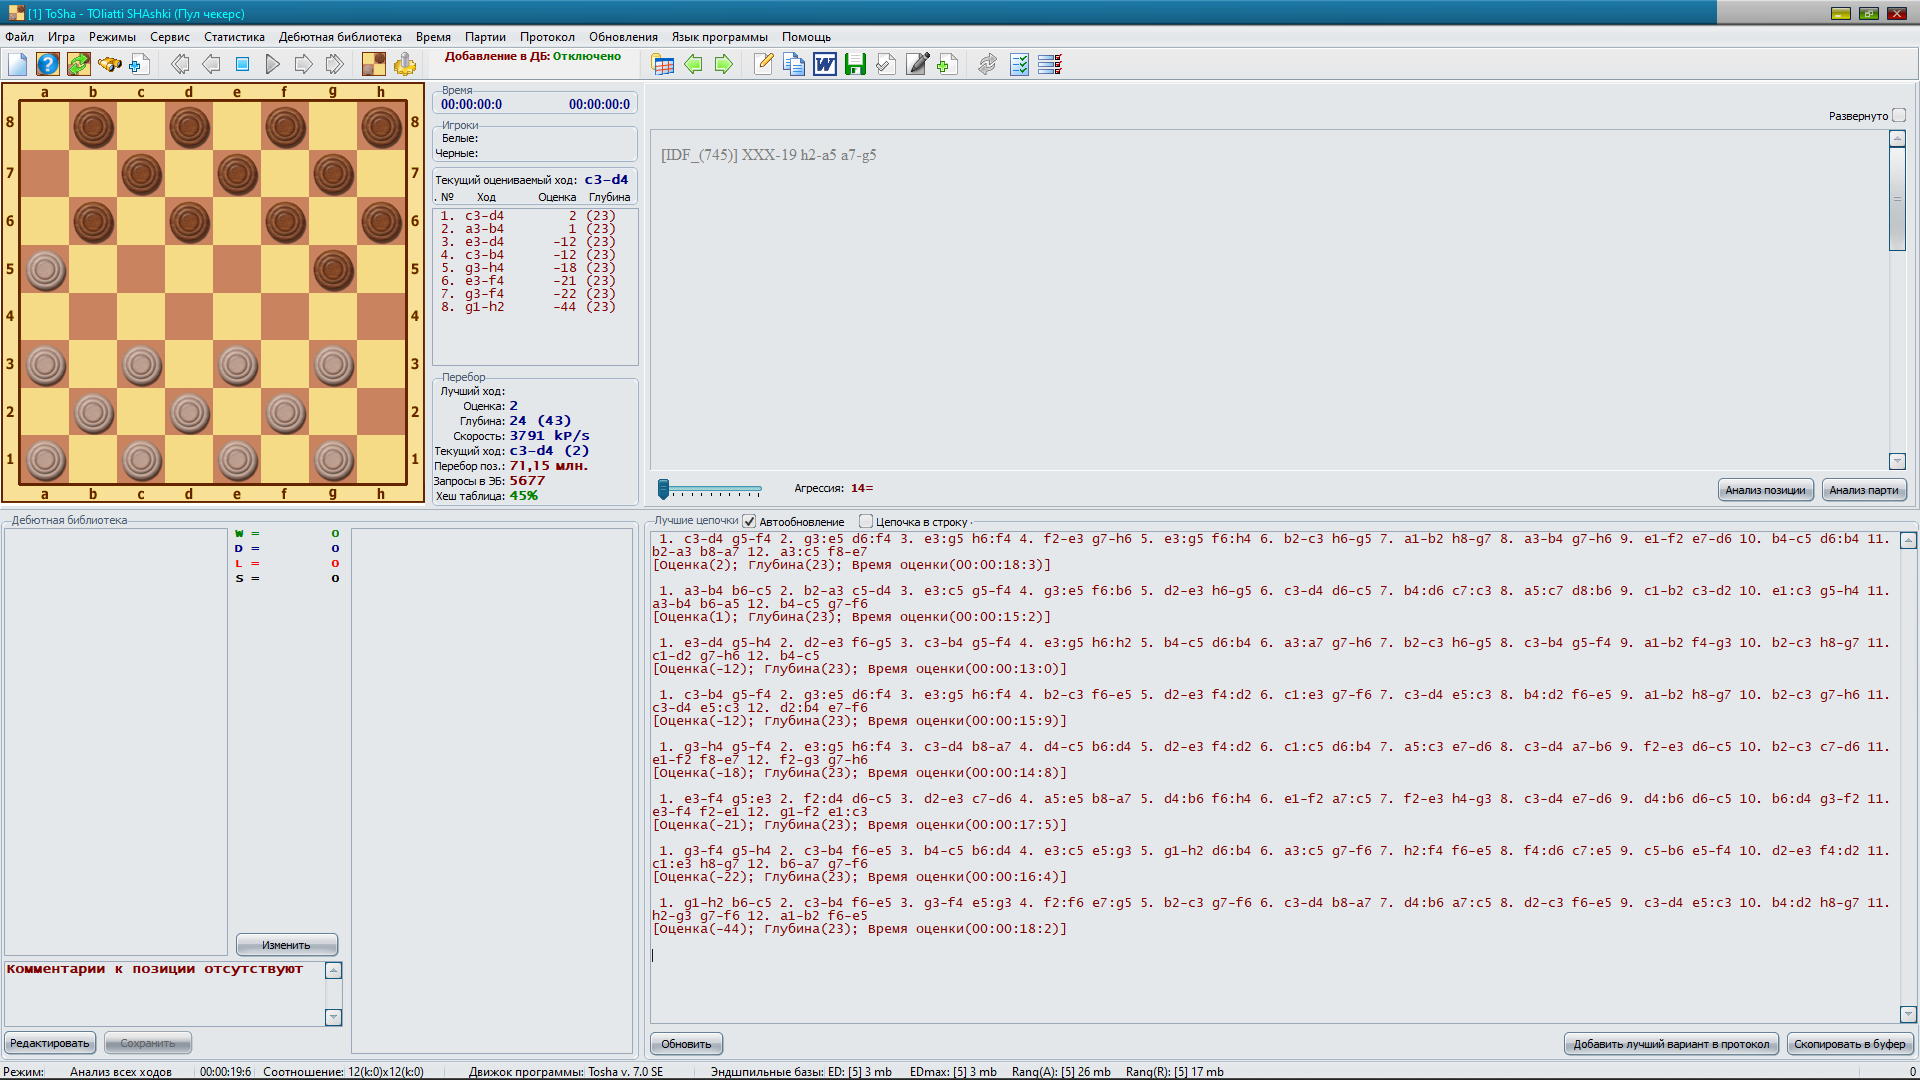 [1] ToSha - TOliatti SHAshki (Пул чекерс)
Файл Игра Режимы Сервис Статистика Дебютная библиотека Время Партии Протокол Обновления Язык программы Помощь
Добавление в ДБ: Отключено
a b c d e f g h
8 8
7 7
6 6
5 5
4 4
3 3
2 2
1 1
a b c d e f g h
Время
00:00:00:0 00:00:00:0
Игроки
Белые:
Черные:
Текущий оцениваемый ход: c3-d4
. № Ход Оценка Глубина
1. c3-d4 2 (23)
2. a3-b4 1 (23)
3. e3-d4 -12 (23)
4. c3-b4 -12 (23)
5. g3-h4 -18 (23)
6. e3-f4 -21 (23)
7. g3-f4 -22 (23)
8. g1-h2 -44 (23)
Перебор
Лучший ход:
Оценка: 2
Глубина: 24 (43)
Скорость: 3791 kP/s
Текущий ход: c3-d4 (2)
Перебор поз.: 71,15 млн.
Запросы в ЭБ: 5677
Хеш таблица: 45%
Развернуто
[IDF_(745)] XXX-19 h2-a5 a7-g5
Агрессия: 14=
Анализ позиции Анализ парти
Дебютная библиотека
W = 0
D = 0
L = 0
S = 0
Изменить
Комментарии к позиции отсутствуют
Редактировать Сохранить
Лучшие цепочки Автообновление Цепочка в строку
1. c3-d4 g5-f4 2. g3:e5 d6:f4 3. e3:g5 h6:f4 4. f2-e3 g7-h6 5. e3:g5 f6:h4 6. b2-c3 h6-g5 7. a1-b2 h8-g7 8. a3-b4 g7-h6 9. e1-f2 e7-d6 10. b4-c5 d6:b4 11.
b2-a3 b8-a7 12. a3:c5 f8-e7
[Оценка(2); Глубина(23); Время оценки(00:00:18:3)]
1. a3-b4 b6-c5 2. b2-a3 c5-d4 3. e3:c5 g5-f4 4. g3:e5 f6:b6 5. d2-e3 h6-g5 6. c3-d4 d6-c5 7. b4:d6 c7:c3 8. a5:c7 d8:b6 9. c1-b2 c3-d2 10. e1:c3 g5-h4 11.
a3-b4 b6-a5 12. b4-c5 g7-f6
[Оценка(1); Глубина(23); Время оценки(00:00:15:2)]
1. e3-d4 g5-h4 2. d2-e3 f6-g5 3. c3-b4 g5-f4 4. e3:g5 h6:h2 5. b4-c5 d6:b4 6. a3:a7 g7-h6 7. b2-c3 h6-g5 8. c3-b4 g5-f4 9. a1-b2 f4-g3 10. b2-c3 h8-g7 11.
c1-d2 g7-h6 12. b4-c5
[Оценка(-12); Глубина(23); Время оценки(00:00:13:0)]
1. c3-b4 g5-f4 2. g3:e5 d6:f4 3. e3:g5 h6:f4 4. b2-c3 f6-e5 5. d2-e3 f4:d2 6. c1:e3 g7-f6 7. c3-d4 e5:c3 8. b4:d2 f6-e5 9. a1-b2 h8-g7 10. b2-c3 g7-h6 11.
c3-d4 e5:c3 12. d2:b4 e7-f6
[Оценка(-12); Глубина(23); Время оценки(00:00:15:9)]
1. g3-h4 g5-f4 2. e3:g5 h6:f4 3. c3-d4 b8-a7 4. d4-c5 b6:d4 5. d2-e3 f4:d2 6. c1:c5 d6:b4 7. a5:c3 e7-d6 8. c3-d4 a7-b6 9. f2-e3 d6-c5 10. b2-c3 c7-d6 11.
e1-f2 f8-e7 12. f2-g3 g7-h6
[Оценка(-18); Глубина(23); Время оценки(00:00:14:8)]
1. e3-f4 g5:e3 2. f2:d4 d6-c5 3. d2-e3 c7-d6 4. a5:e5 b8-a7 5. d4:b6 f6:h4 6. e1-f2 a7:c5 7. f2-e3 h4-g3 8. c3-d4 e7-d6 9. d4:b6 d6-c5 10. b6:d4 g3-f2 11.
e3-f4 f2-e1 12. g1-f2 e1:c3
[Оценка(-21); Глубина(23); Время оценки(00:00:17:5)]
1. g3-f4 g5-h4 2. c3-b4 f6-e5 3. b4-c5 b6:d4 4. e3:c5 e5:g3 5. g1-h2 d6:b4 6. a3:c5 g7-f6 7. h2:f4 f6-e5 8. f4:d6 c7:e5 9. c5-b6 e5-f4 10. d2-e3 f4:d2 11.
c1:e3 h8-g7 12. b6-a7 g7-f6
[Оценка(-22); Глубина(23); Время оценки(00:00:16:4)]
1. g1-h2 b6-c5 2. c3-b4 f6-e5 3. g3-f4 e5:g3 4. f2:f6 e7:g5 5. b2-c3 g7-f6 6. c3-d4 b8-a7 7. d4:b6 a7:c5 8. d2-c3 f6-e5 9. c3-d4 e5:c3 10. b4:d2 h8-g7 11.
h2-g3 g7-f6 12. a1-b2 f6-e5
[Оценка(-44); Глубина(23); Время оценки(00:00:18:2)]
Обновить Добавить лучший вариант в протокол Скопировать в буфер
Режим: Анализ всех ходов 00:00:19:6 Соотношение: 12(k:0)x12(k:0) Движок программы: Tosha v. 7.0 SE Эндшпильные базы: ED: [5] 3 mb EDmax: [5] 3 mb Rang(A): [5] 26 mb Rang(R): [5] 17 mb 0